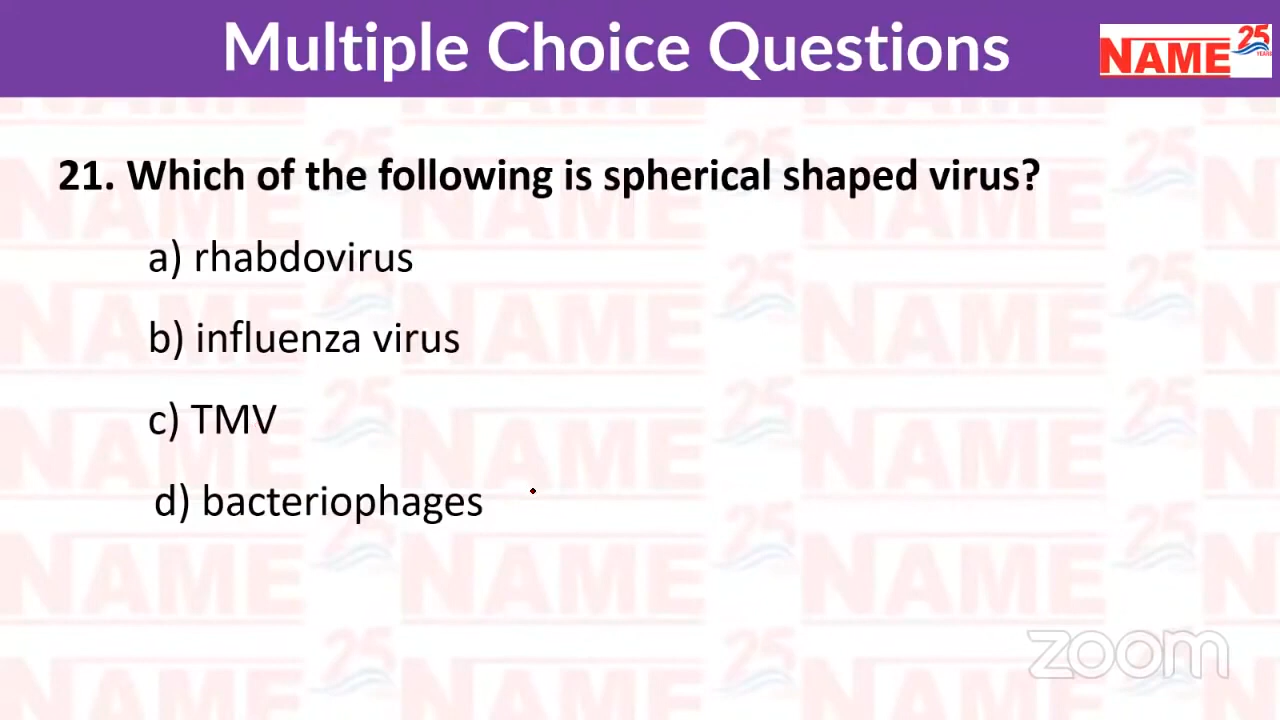 Multiple Choice Questions
NAME 25 YEARS
21. Which of the following is spherical shaped virus?
a) rhabdovirus
b) influenza virus
c) TMV
d) bacteriophages
zoom